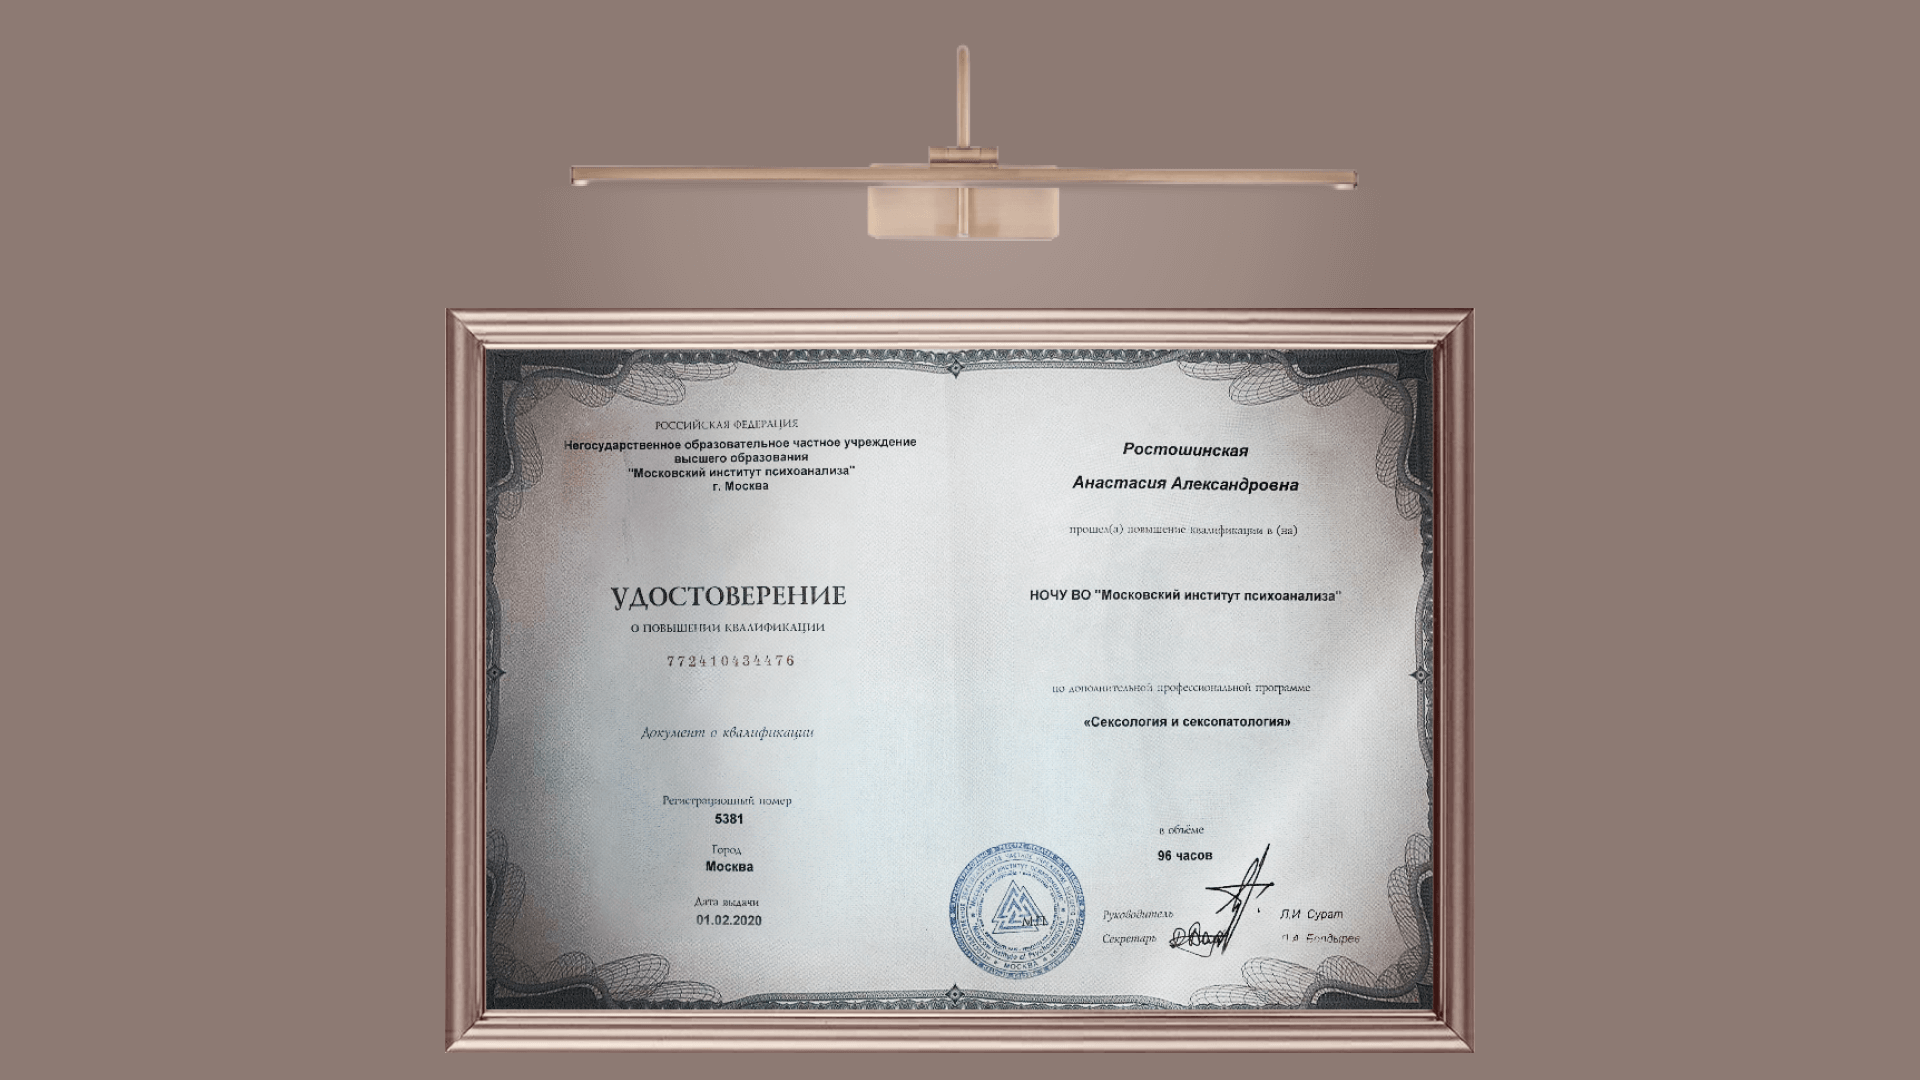 РОССИЙСКАЯ ФЕДЕРАЦИЯ
Негосударственное образовательное частное учреждение
высшего образования
"Московский институт психоанализа"
г. Москва
УДОСТОВЕРЕНИЕ
О ПОВЫШЕНИИ КВАЛИФИКАЦИИ
772410434476
Документ о квалификации
Регистрационный номер
5381
Город
Москва
Дата выдачи
01.02.2020
Ростошинская
Анастасия Александровна
прошел(а) повышение квалификации в (на)
НОЧУ ВО "Московский институт психоанализа"
по дополнительной профессиональной программе
«Сексология и сексопатология»
в объёме
96 часов
М.П.
Руководитель
Л.И Сурат
Секретарь
Болдырев
МОСКВА